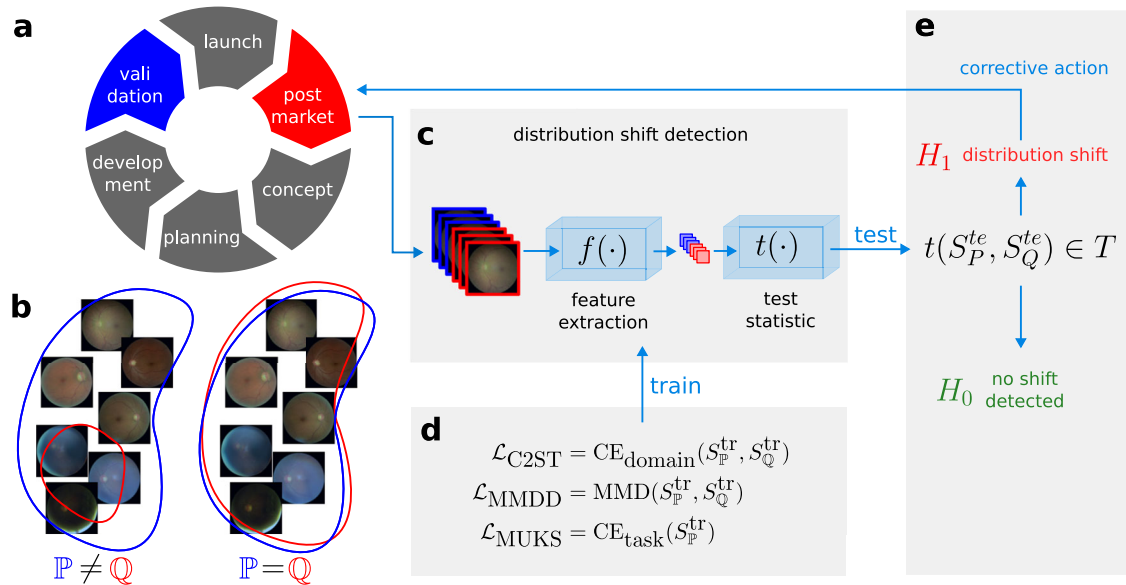 a
launch
vali
dation
post
market
develop
ment
concept
planning
b
ℙ ≠ ℚ
ℙ = ℚ
c
distribution shift detection
f(·)
t(·)
feature
extraction
test
statistic
train
test
d
ℒ_C2ST = CE_domain(S_ℙ^tr, S_ℚ^tr)
ℒ_MMDD = MMD(S_ℙ^tr, S_ℚ^tr)
ℒ_MUKS = CE_task(S_ℙ^tr)
e
corrective action
H_1 distribution shift
t(S_P^te, S_Q^te) ∈ T
H_0 no shift
detected